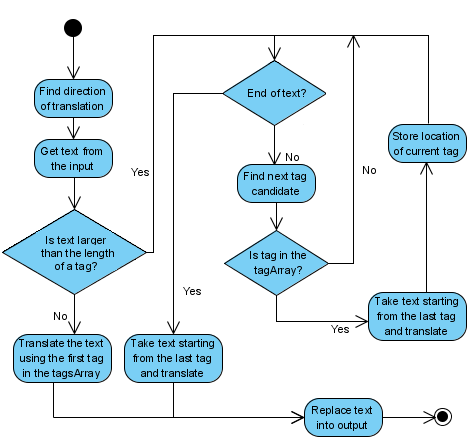 Find direction
of translation
Get text from
the input
Is text larger
than the length
of a tag?
Yes
No
Translate the text
using the first tag
in the tagsArray
End of text?
Yes
No
Find next tag
candidate
Is tag in the
tagArray?
No
Yes
Store location
of current tag
Take text starting
from the last tag
and translate
Take text starting
from the last tag
and translate
Replace text
into output